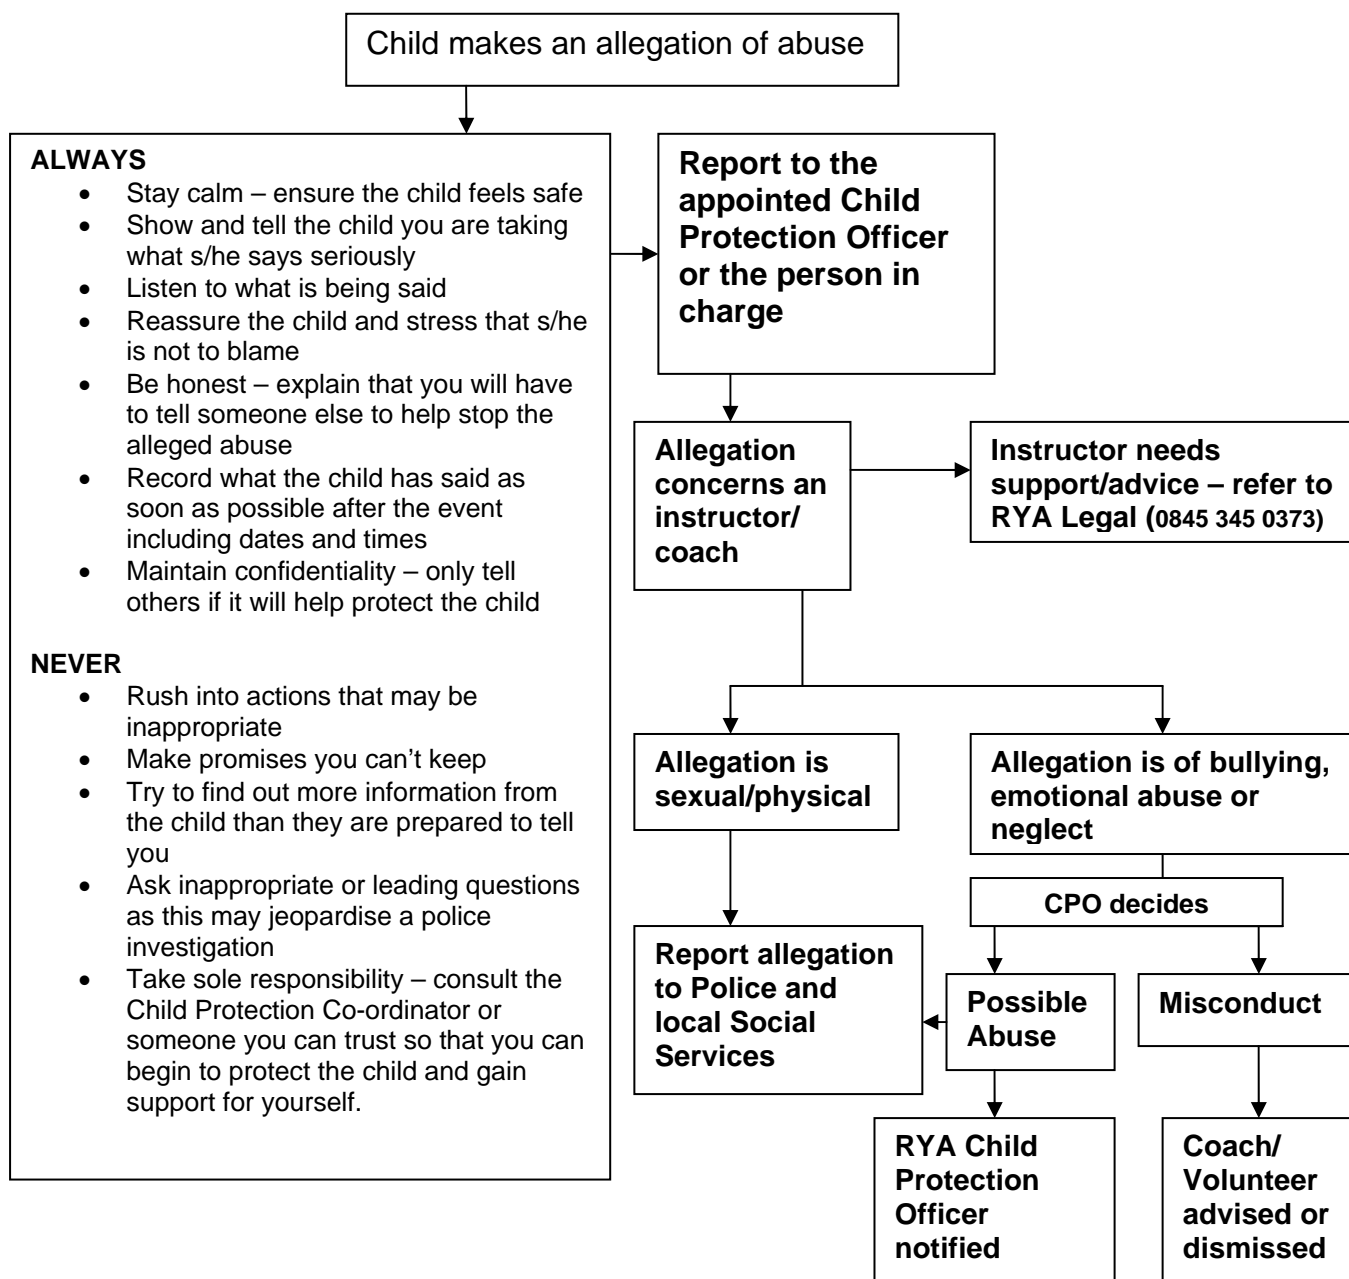 Child makes an allegation of abuse
ALWAYS
• Stay calm – ensure the child feels safe
• Show and tell the child you are taking
what s/he says seriously
• Listen to what is being said
• Reassure the child and stress that s/he
is not to blame
• Be honest – explain that you will have
to tell someone else to help stop the
alleged abuse
• Record what the child has said as
soon as possible after the event
including dates and times
• Maintain confidentiality – only tell
others if it will help protect the child
NEVER
• Rush into actions that may be
inappropriate
• Make promises you can’t keep
• Try to find out more information from
the child than they are prepared to tell
you
• Ask inappropriate or leading questions
as this may jeopardise a police
investigation
• Take sole responsibility – consult the
Child Protection Co-ordinator or
someone you can trust so that you can
begin to protect the child and gain
support for yourself.
Report to the
appointed Child
Protection Officer
or the person in
charge
Allegation
concerns an
instructor/
coach
Instructor needs
support/advice – refer to
RYA Legal (0845 345 0373)
Allegation is
sexual/physical
Allegation is of bullying,
emotional abuse or
neglect
CPO decides
Report allegation
to Police and
local Social
Services
Possible
Abuse
Misconduct
RYA Child
Protection
Officer
notified
Coach/
Volunteer
advised or
dismissed